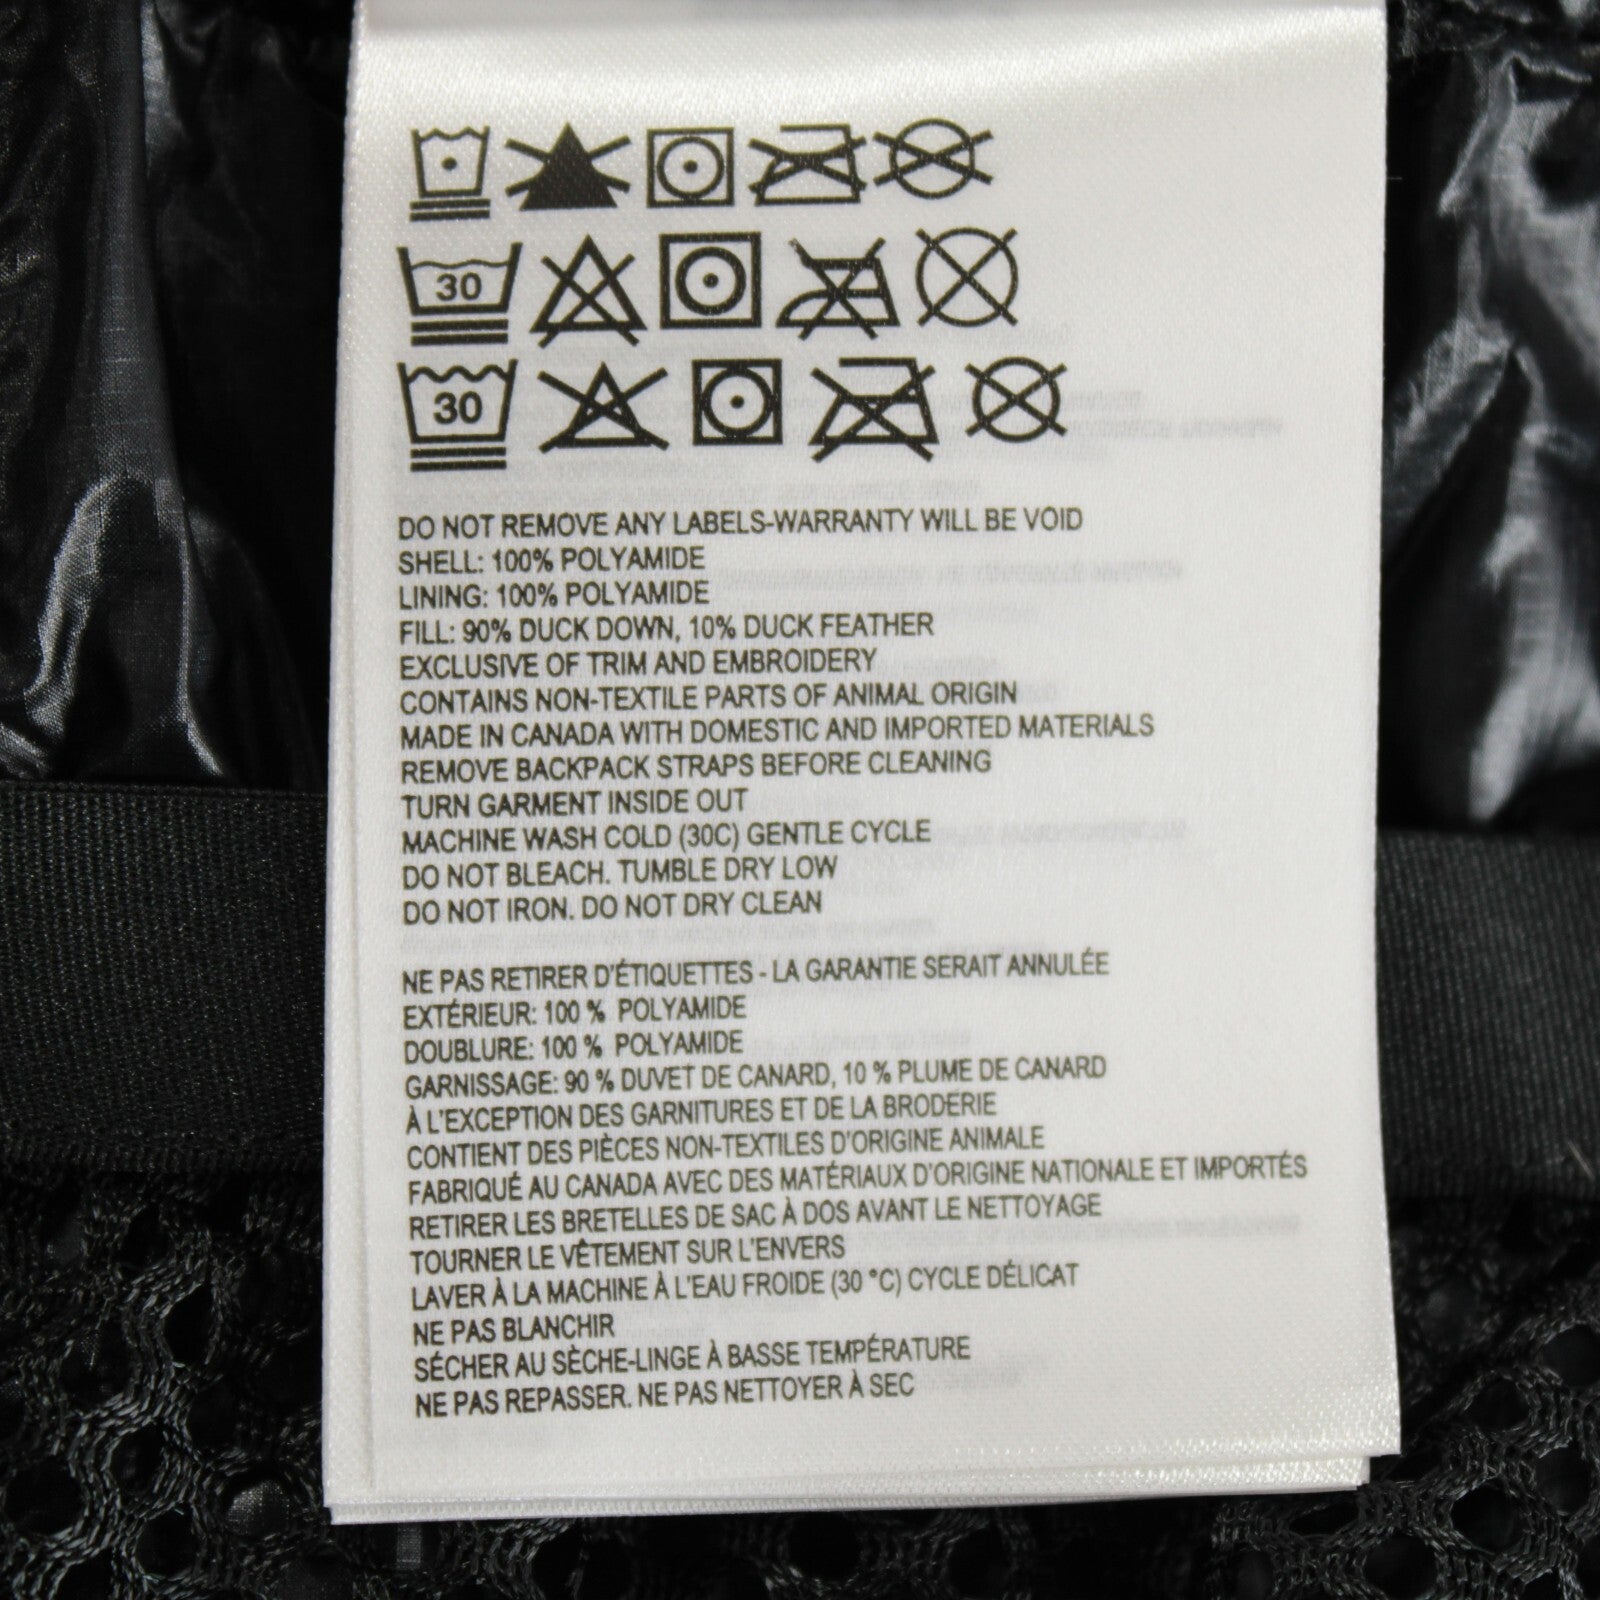 30
30
DO NOT REMOVE ANY LABELS-WARRANTY WILL BE VOID
SHELL: 100% POLYAMIDE
LINING: 100% POLYAMIDE
FILL: 90% DUCK DOWN, 10% DUCK FEATHER
EXCLUSIVE OF TRIM AND EMBROIDERY
CONTAINS NON-TEXTILE PARTS OF ANIMAL ORIGIN
MADE IN CANADA WITH DOMESTIC AND IMPORTED MATERIALS
REMOVE BACKPACK STRAPS BEFORE CLEANING
TURN GARMENT INSIDE OUT
MACHINE WASH COLD (30C) GENTLE CYCLE
DO NOT BLEACH. TUMBLE DRY LOW
DO NOT IRON. DO NOT DRY CLEAN
NE PAS RETIRER D'ÉTIQUETTES - LA GARANTIE SERAIT ANNULÉE
EXTÉRIEUR: 100 % POLYAMIDE
DOUBLURE: 100 % POLYAMIDE
GARNISSAGE: 90 % DUVET DE CANARD, 10 % PLUME DE CANARD
À L'EXCEPTION DES GARNITURES ET DE LA BRODERIE
CONTIENT DES PIÈCES NON-TEXTILES D'ORIGINE ANIMALE
FABRIQUÉ AU CANADA AVEC DES MATÉRIAUX D'ORIGINE NATIONALE ET IMPORTÉS
RETIRER LES BRETELLES DE SAC À DOS AVANT LE NETTOYAGE
TOURNER LE VÊTEMENT SUR L'ENVERS
LAVER À LA MACHINE À L'EAU FROIDE (30 °C) CYCLE DÉLICAT
NE PAS BLANCHIR
SÉCHER AU SÈCHE-LINGE À BASSE TEMPÉRATURE
NE PAS REPASSER. NE PAS NETTOYER À SEC